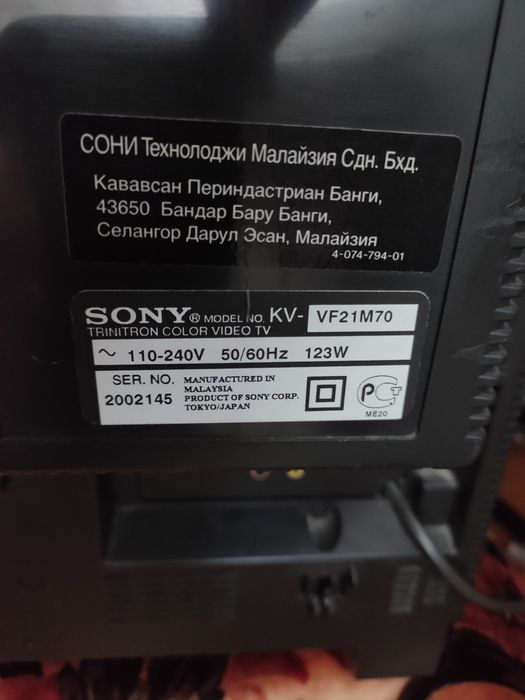 СОНИ Технолоджи Малайзия Сдн. Бхд.
Кававсан Периндастриан Банги,
43650 Бандар Бару Банги,
Селангор Дарул Эсан, Малайзия
4-074-794-01
SONY® MODEL NO. KV- VF21M70
TRINITRON COLOR VIDEO TV
~ 110-240V 50/60Hz 123W
SER. NO.
2002145
MANUFACTURED IN
MALAYSIA
PRODUCT OF SONY CORP.
TOKYO/JAPAN
РСТ
ME20